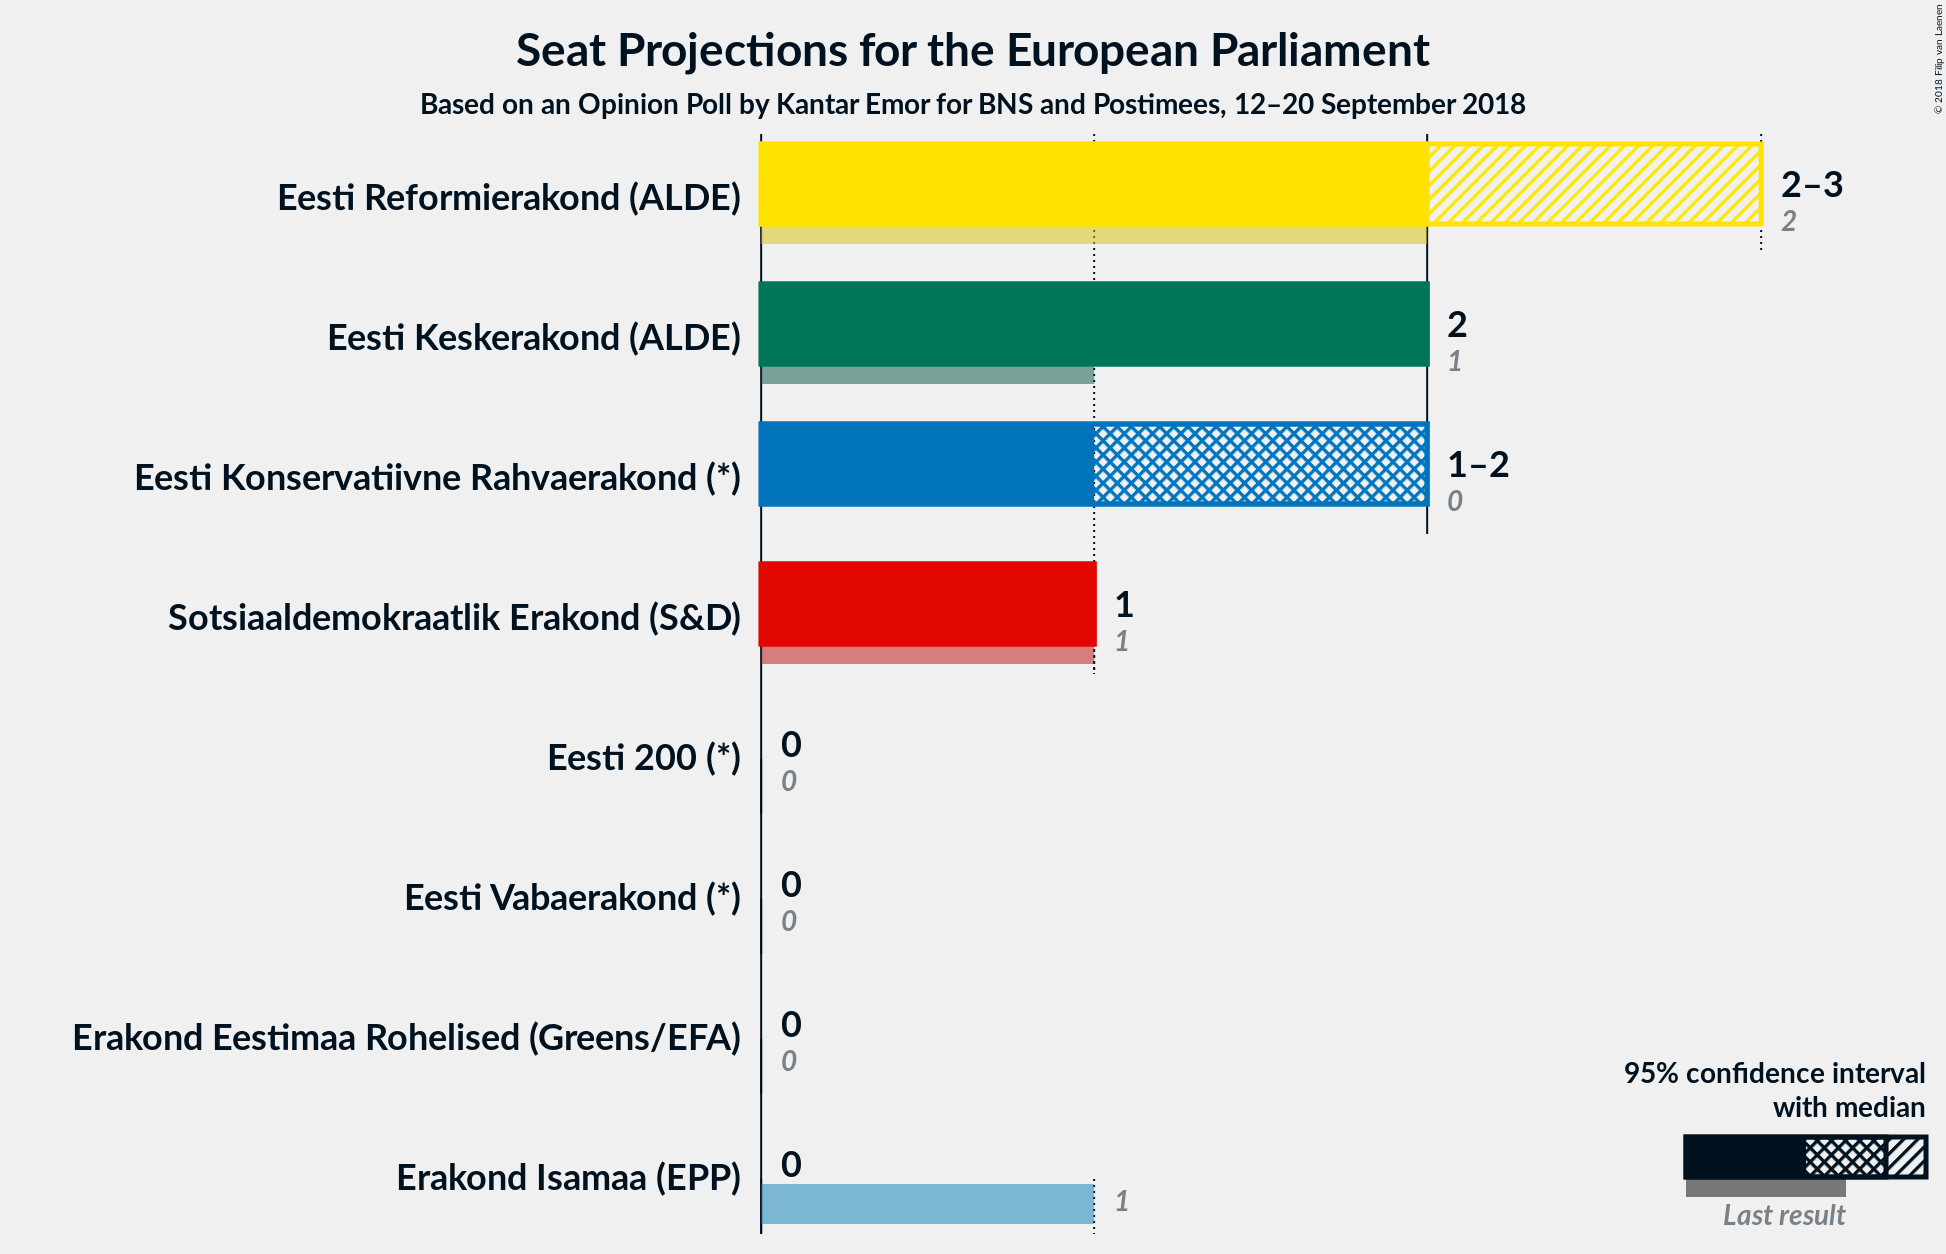 Seat Projections for the European Parliament
Based on an Opinion Poll by Kantar Emor for BNS and Postimees, 12–20 September 2018
© 2018 Filip van Laenen
Eesti Reformierakond (ALDE)
2–3
2
Eesti Keskerakond (ALDE)
2
1
Eesti Konservatiivne Rahvaerakond (*)
1–2
0
Sotsiaaldemokraatlik Erakond (S&D)
1
1
Eesti 200 (*)
0
0
Eesti Vabaerakond (*)
0
0
Erakond Eestimaa Rohelised (Greens/EFA)
0
0
Erakond Isamaa (EPP)
0
1
95% confidence interval
with median
Last result